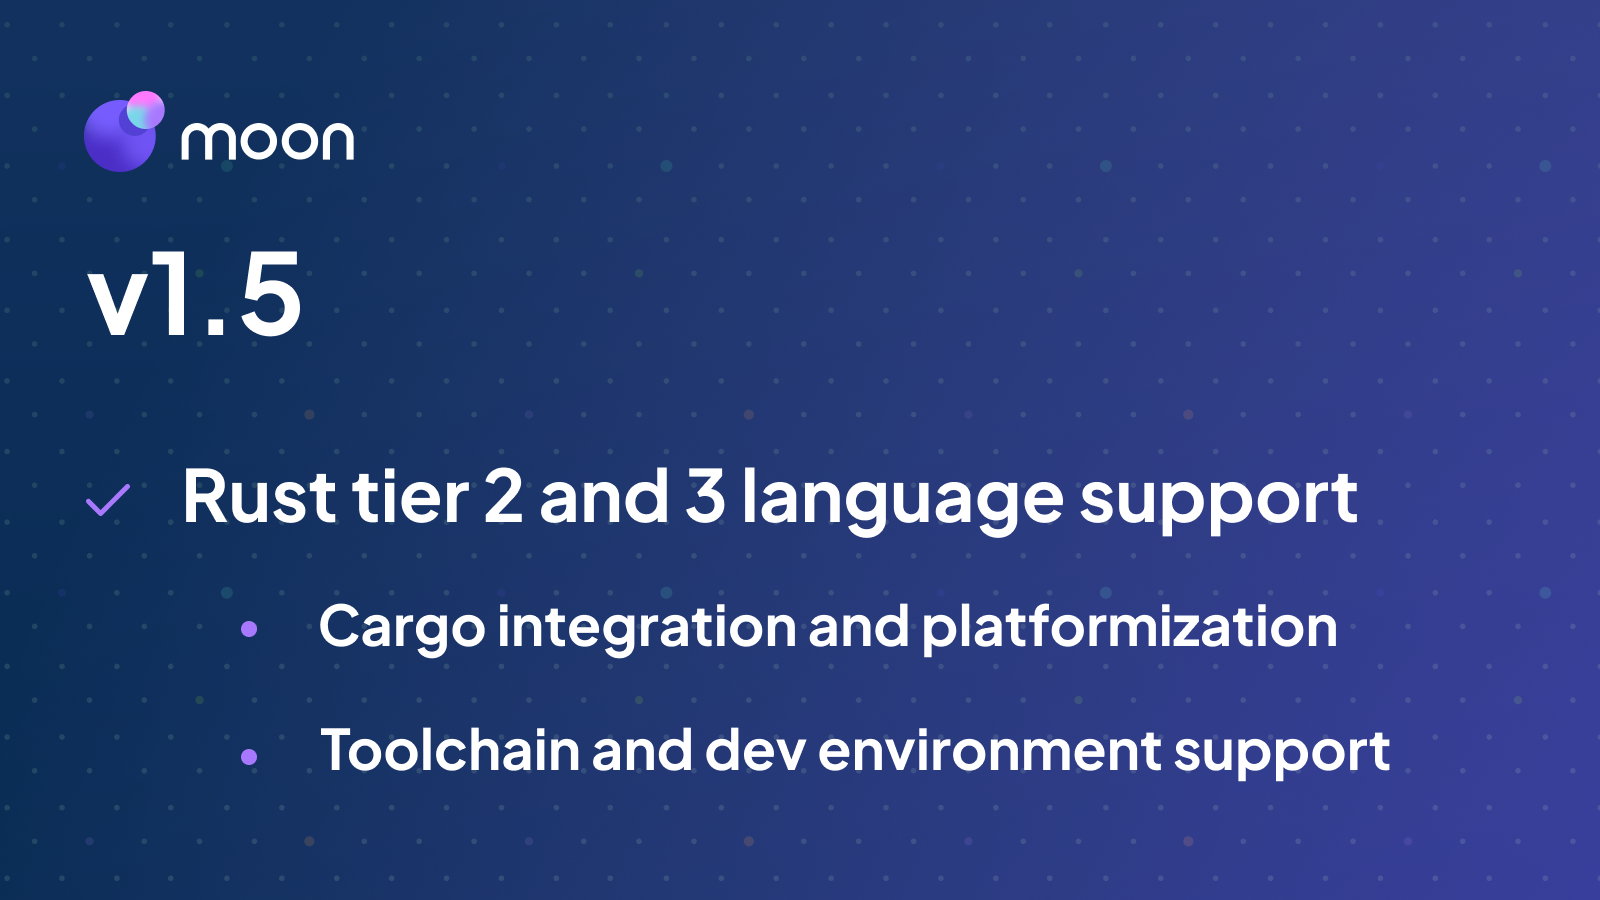 moon
v1.5
Rust tier 2 and 3 language support
Cargo integration and platformization
Toolchain and dev environment support